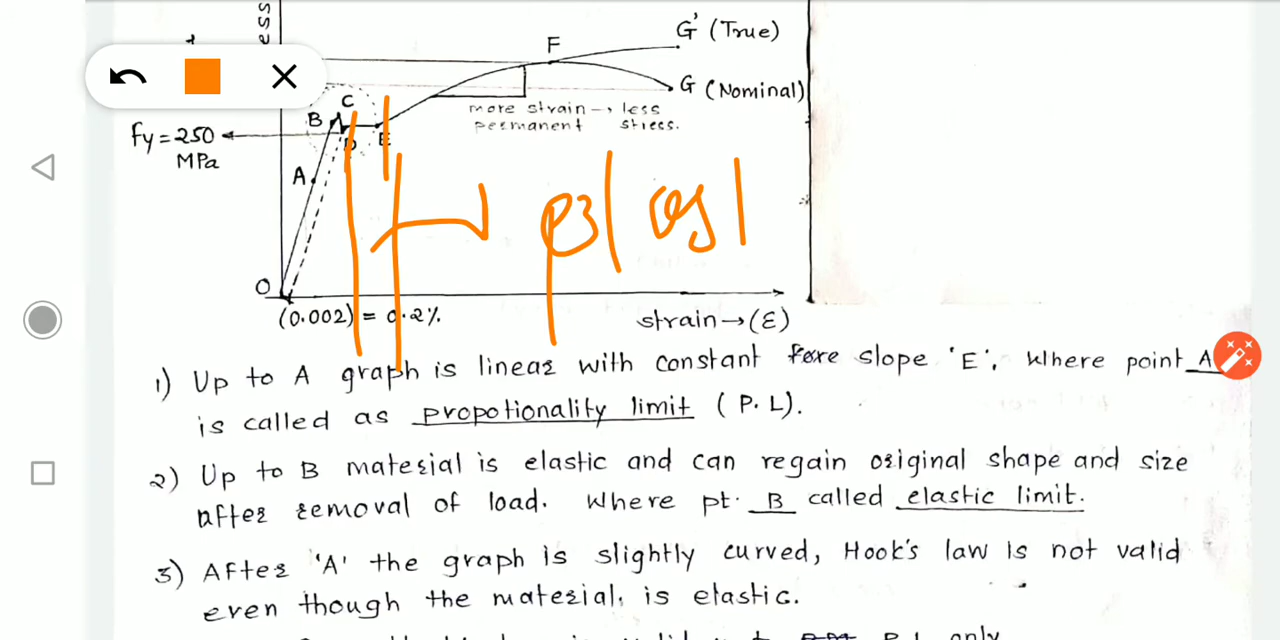 ess
G' (True)
F
G (Nominal)
C
B
more strain → less
permanent stress.
D
E
fy = 250
MPa
A
O
(0.002) = 0.2%
strain → (ε)
1) Up to A graph is linear with constant slope 'E'. Where point A
is called as propotionality limit (P.L).
2) Up to B material is elastic and can regain original shape and size
after removal of load. Where pt. B called elastic limit.
3) After 'A' the graph is slightly curved, Hook's law is not valid
even though the material is elastic.
P.L only